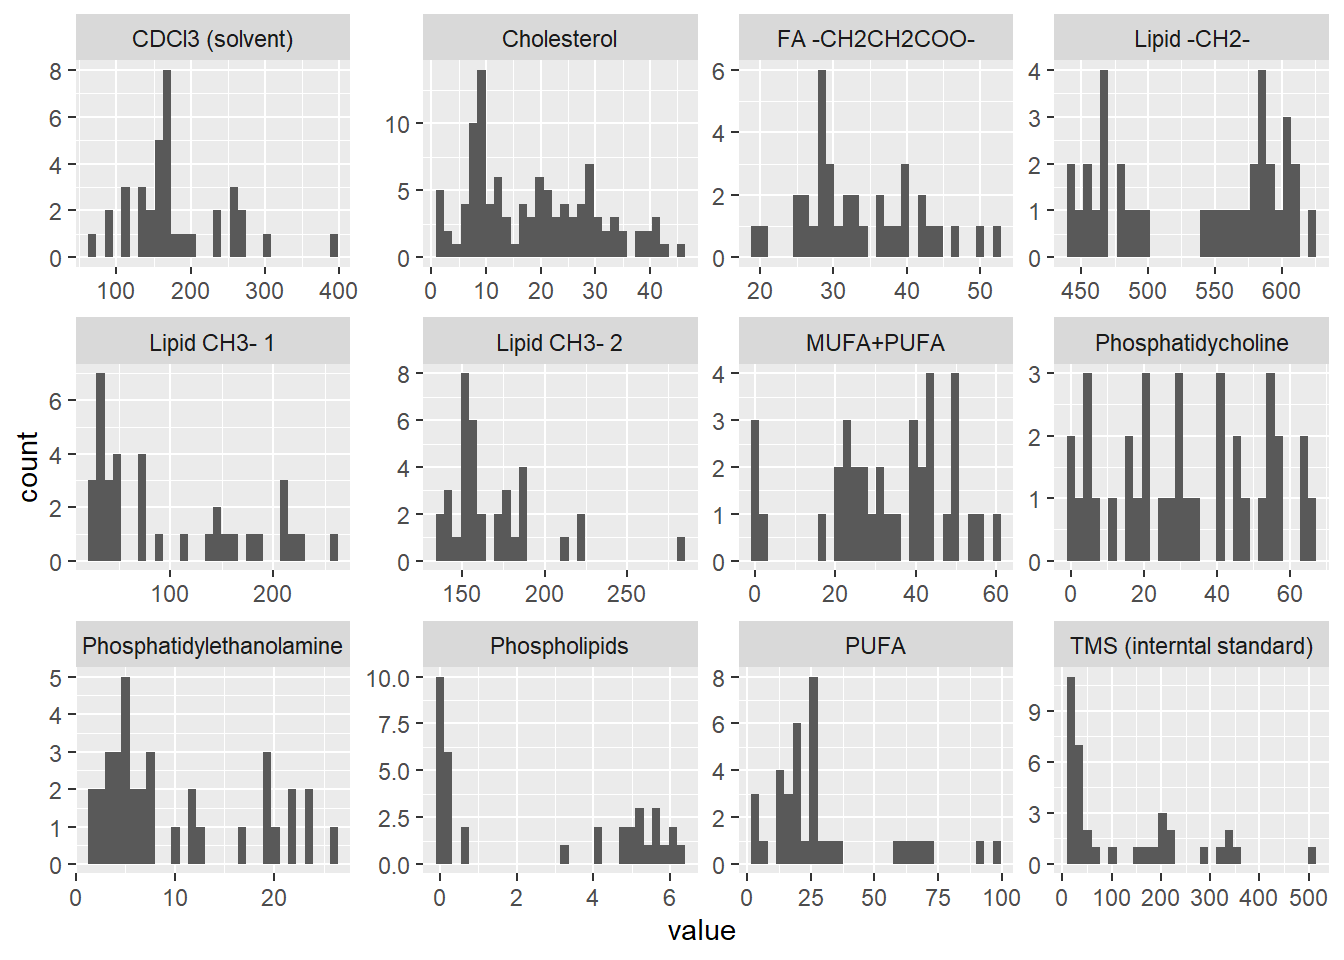 CDCl3 (solvent) Cholesterol FA -CH2CH2COO- Lipid -CH2-
8 6 4 2 0
10 5 0
6 4 2 0
4 3 2 1 0
100 200 300 400
0 10 20 30 40
20 30 40 50
450 500 550 600
Lipid CH3- 1 Lipid CH3- 2 MUFA+PUFA Phosphatidycholine
6 4 2 0
8 6 4 2 0
4 3 2 1 0
3 2 1 0
100 200
150 200 250
0 20 40 60
0 20 40 60
count
Phosphatidylethanolamine Phospholipids PUFA TMS (interntal standard)
5 4 3 2 1 0
10.0 7.5 5.0 2.5 0.0
8 6 4 2 0
9 6 3 0
0 10 20
0 2 4 6
0 25 50 75 100
0 100 200 300 400 500
value